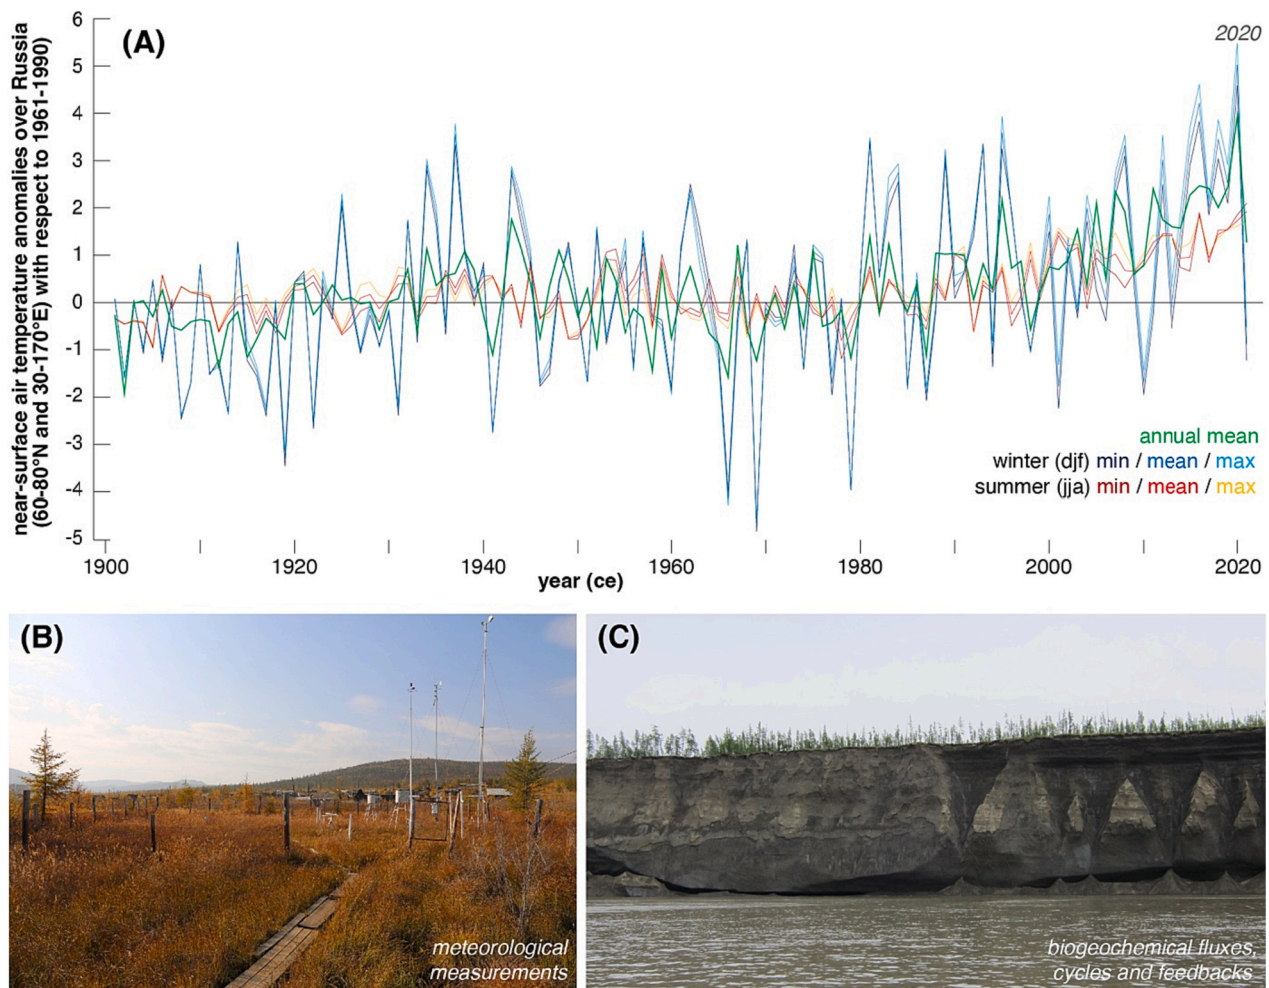 near-surface air temperature anomalies over Russia
(60-80°N and 30-170°E) with respect to 1961-1990)
(A)
2020
6
5
4
3
2
1
0
-1
-2
-3
-4
-5
annual mean
winter (djf) min / mean / max
summer (jja) min / mean / max
1900 1920 1940 1960 1980 2000 2020
year (ce)
(B)
meteorological
measurements
(C)
biogeochemical fluxes,
cycles and feedbacks